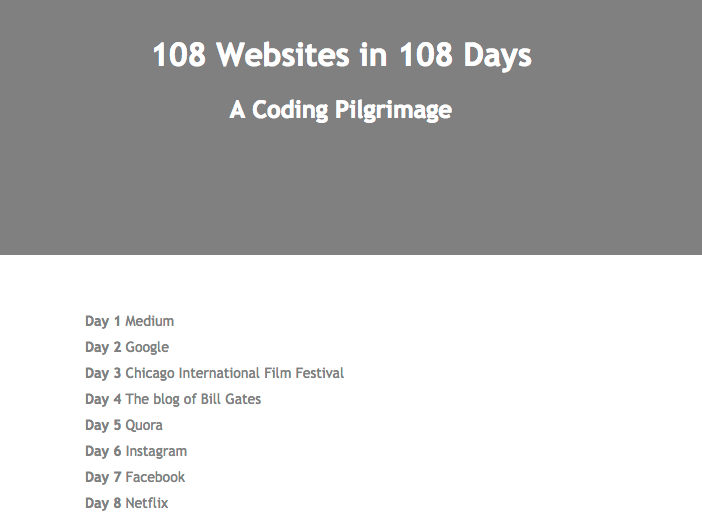 108 Websites in 108 Days
A Coding Pilgrimage
Day 1 Medium
Day 2 Google
Day 3 Chicago International Film Festival
Day 4 The blog of Bill Gates
Day 5 Quora
Day 6 Instagram
Day 7 Facebook
Day 8 Netflix